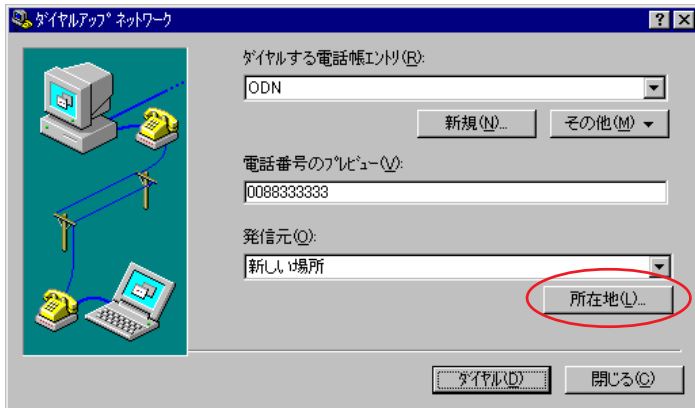 ダイヤルアップ ネットワーク
ダイヤルする電話帳エントリ(R):
ODN
新規(N)... その他(M)
電話番号のプレビュー(V):
0088333333
発信元(O):
新しい場所
所在地(L)...
ダイヤル(D) 閉じる(C)